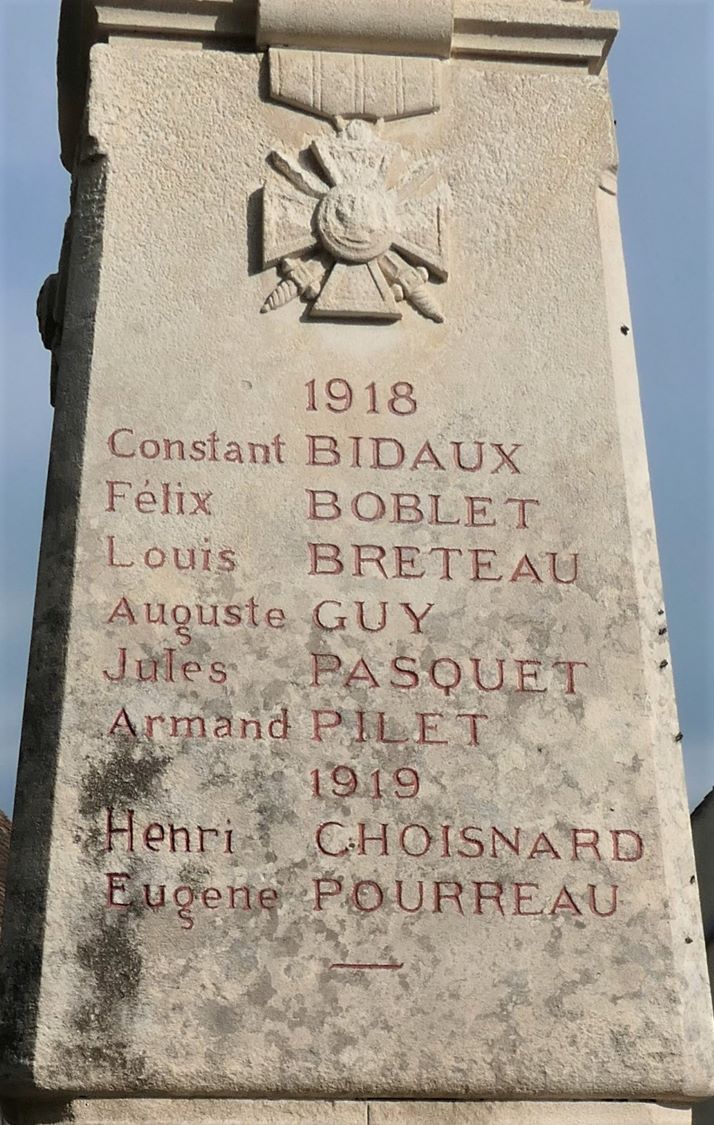 1918
Constant BIDAUX
Félix BOBLET
Louis BRETEAU
Auguste GUY
Jules PASQUET
Armand PILET
1919
Henri CHOISNARD
Eugene POURREAU